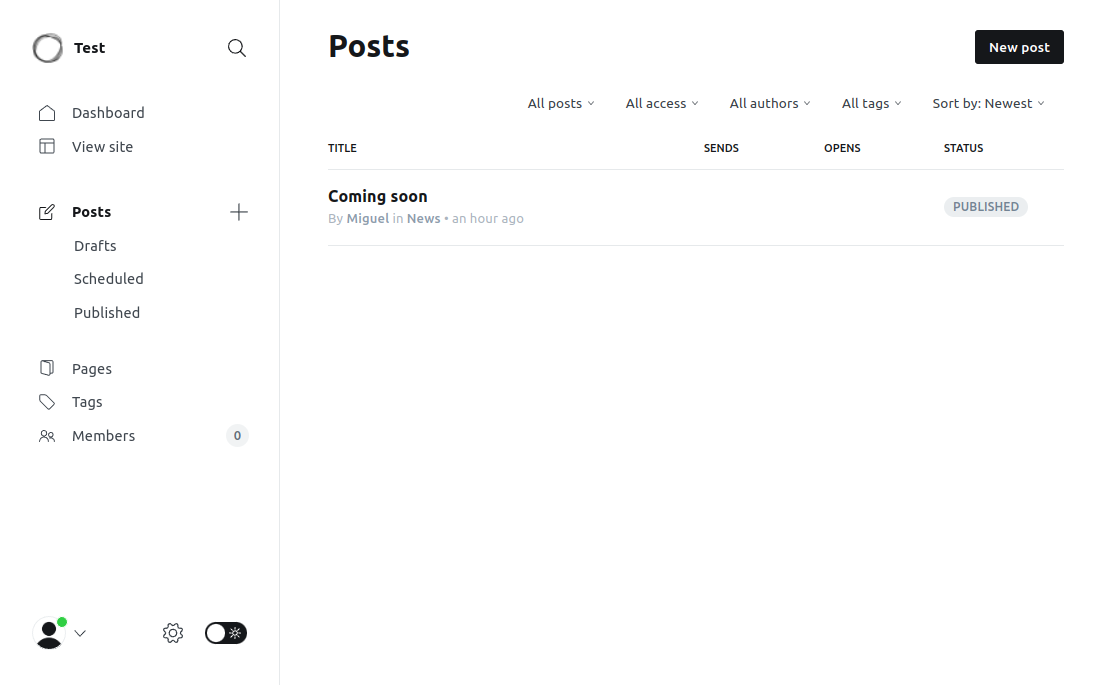 Test
Dashboard
View site
Posts
Drafts
Scheduled
Published
Pages
Tags
Members 0
Posts
New post
All posts All access All authors All tags Sort by: Newest
TITLE SENDS OPENS STATUS
Coming soon
By Miguel in News • an hour ago
PUBLISHED